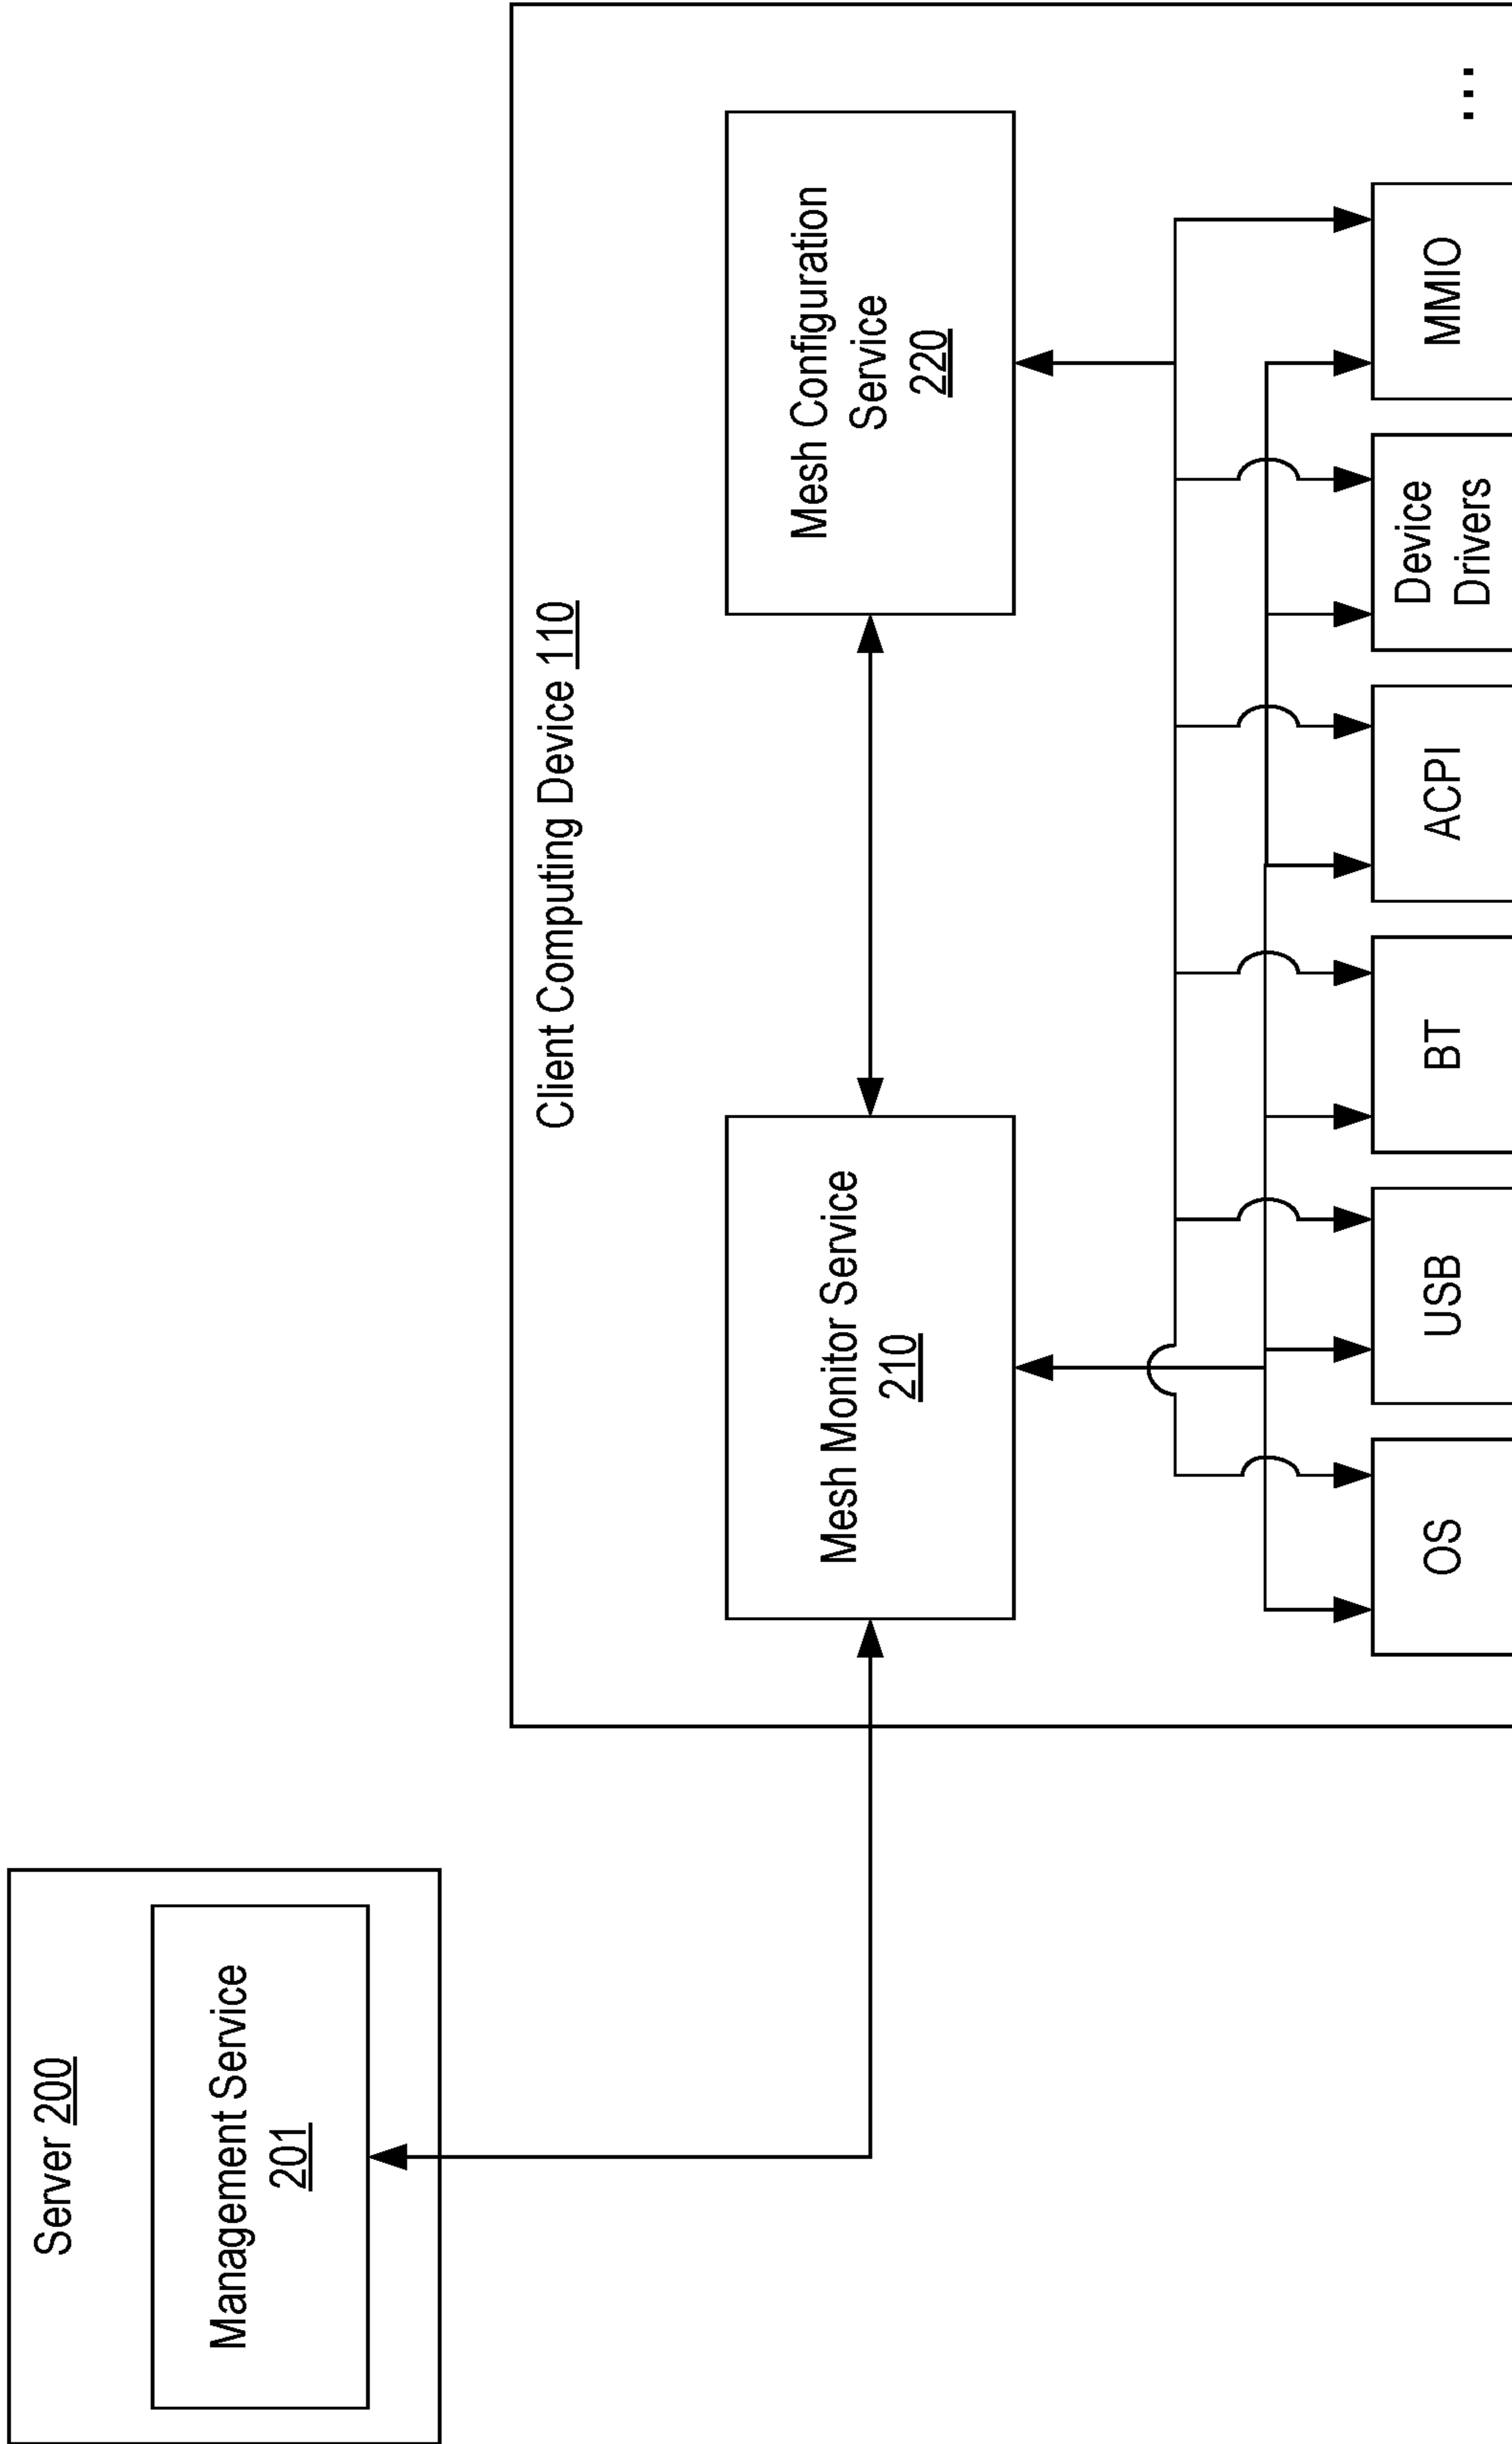 Server 200
Management Service
201
Client Computing Device 110
Mesh Monitor Service
210
Mesh Configuration
Service
220
OS
USB
BT
ACPI
Device
Drivers
MMIO
...